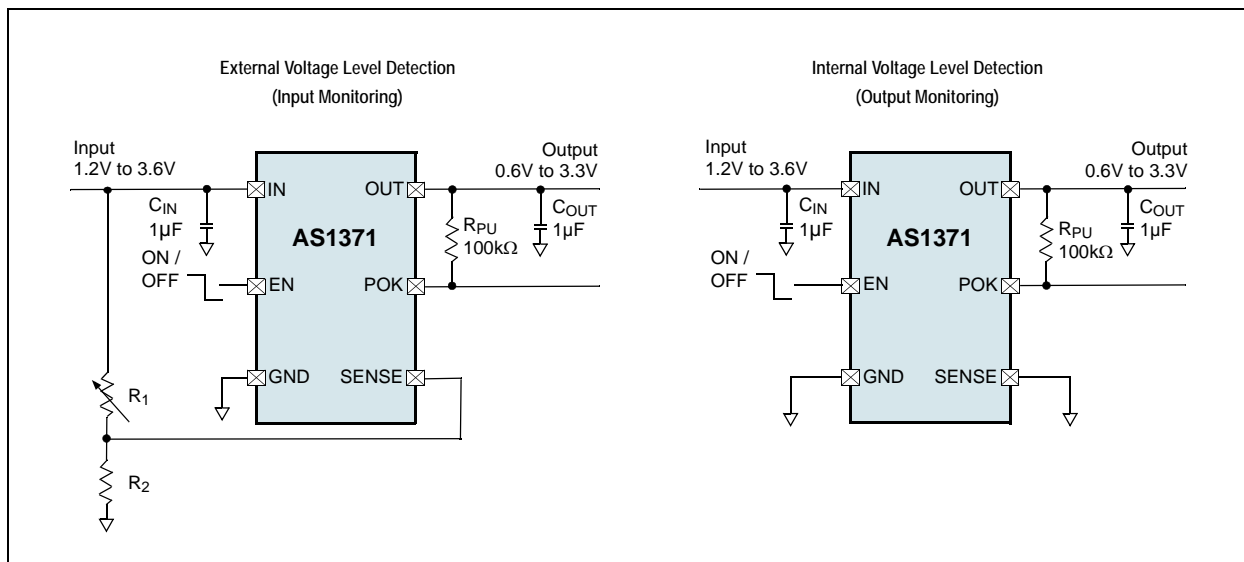 External Voltage Level Detection
(Input Monitoring)
Input
1.2V to 3.6V
Output
0.6V to 3.3V
IN
OUT
CIN
1µF
RPU
100kΩ
COUT
1µF
AS1371
ON /
OFF
EN
POK
GND
SENSE
R1
R2
Internal Voltage Level Detection
(Output Monitoring)
Input
1.2V to 3.6V
Output
0.6V to 3.3V
IN
OUT
CIN
1µF
RPU
100kΩ
COUT
1µF
AS1371
ON /
OFF
EN
POK
GND
SENSE